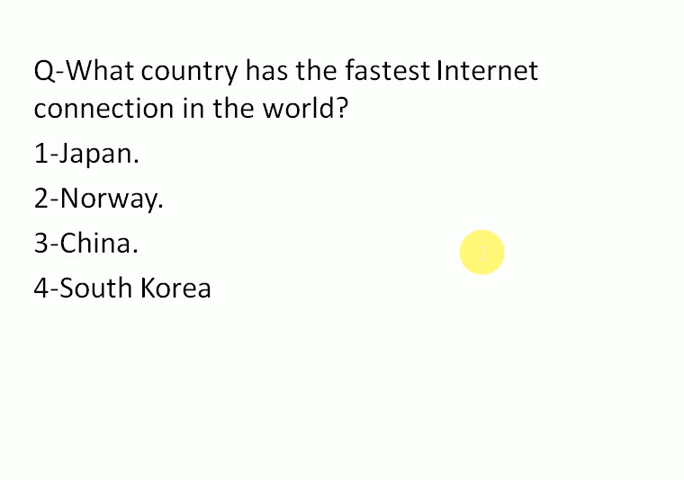 Q-What country has the fastest Internet
connection in the world?
1-Japan.
2-Norway.
3-China.
4-South Korea